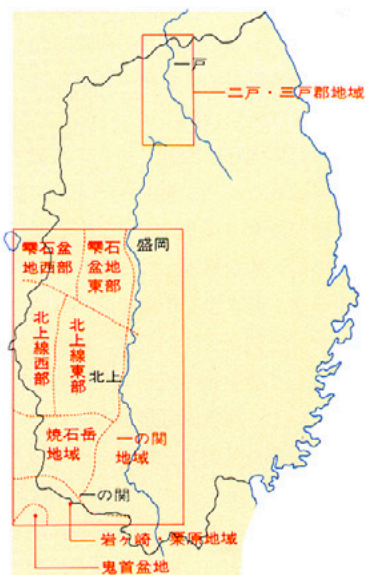 一戸
二戸・三戸郡地域
盛岡
雫石盆
地西部
雫石
盆地
東部
北上線西部
北上線東部
北上
焼石岳
地域
一の関
地域
一の関
岩ヶ崎・栗原地域
鬼首盆地